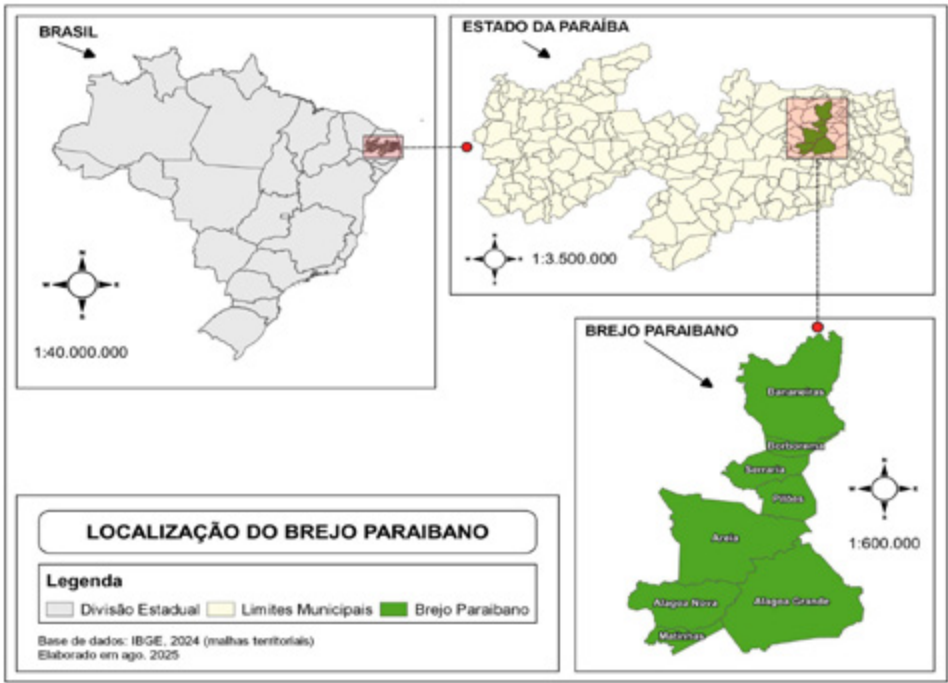 BRASIL
1:40.000.000
ESTADO DA PARAÍBA
1:3.500.000
BREJO PARAIBANO
Bananeiras
Borborema
Serraria
Pilões
Areia
Alagoa Nova
Alagoa Grande
Matinhas
1:600.000
LOCALIZAÇÃO DO BREJO PARAIBANO
Legenda
Divisão Estadual Limites Municipais Brejo Paraibano
Base de dados: IBGE, 2024 (malhas territoriais)
Elaborado em ago. 2025